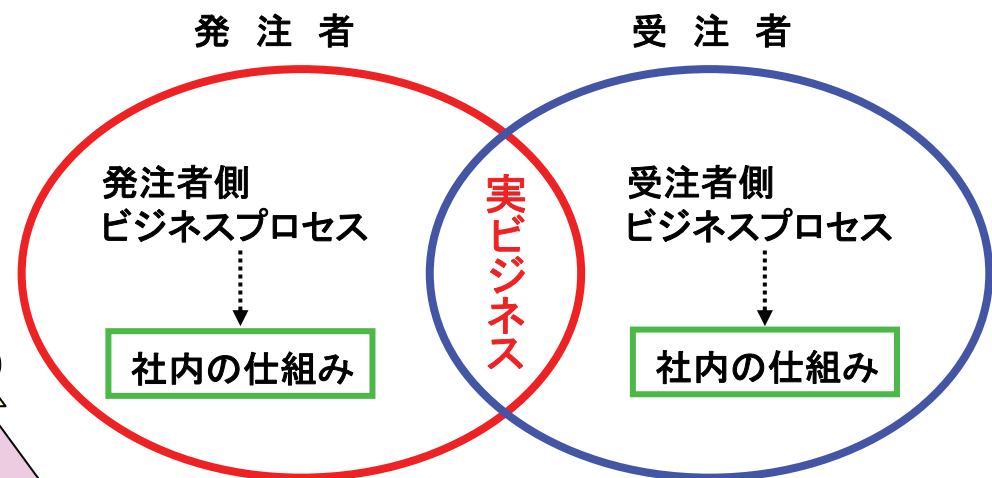 発注者
受注者
発注者側
ビジネスプロセス
社内の仕組み
実ビジネス
受注者側
ビジネスプロセス
社内の仕組み